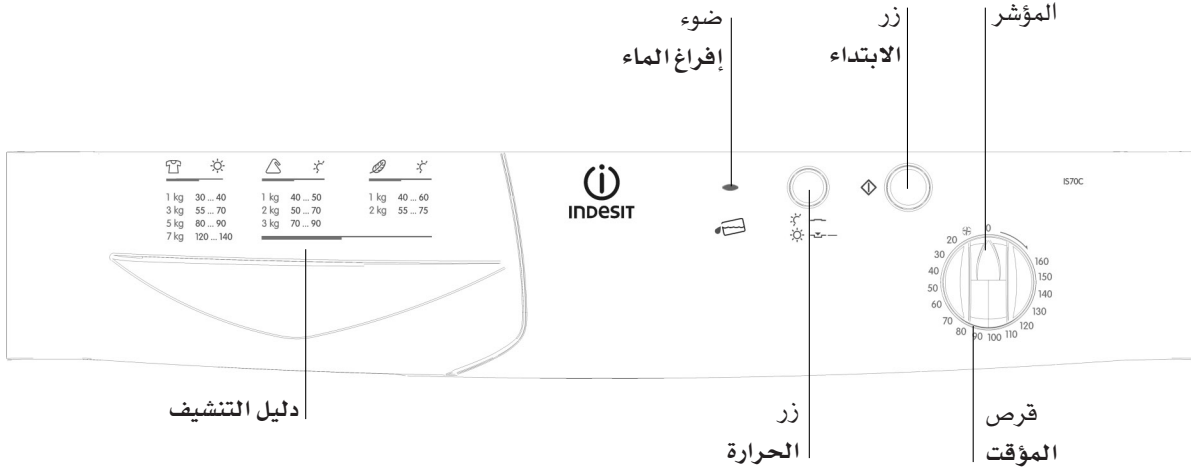 المؤشر
زر
الابتداء
ضوء
إفراغ الماء
1 kg 30 ... 40
3 kg 55 ... 70
5 kg 80 ... 90
7 kg 120 ... 140
1 kg 40 ... 50
2 kg 50 ... 70
3 kg 70 ... 90
1 kg 40 ... 60
2 kg 55 ... 75
INDESIT
IS70C
0
20
30
40
50
60
70
80
90
100
110
120
130
140
150
160
قرص
المؤقت
زر
الحرارة
دليل التنشيف